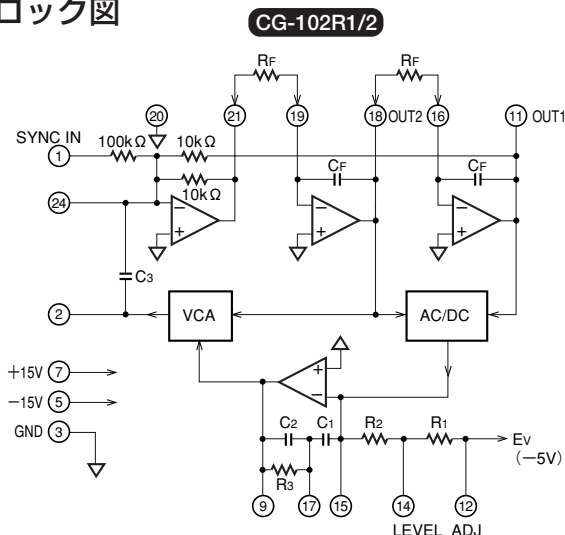 ロック図
CG-102R1/2
RF
RF
20
21
19
18
OUT2
16
11
OUT1
SYNC IN
1
100kΩ
10kΩ
10kΩ
CF
CF
24
−
+
−
+
−
+
C3
2
VCA
AC/DC
+15V
7
−15V
5
GND
3
+
−
C2
C1
R2
R1
EV
(−5V)
R3
9
17
15
14
12
LEVEL ADJ